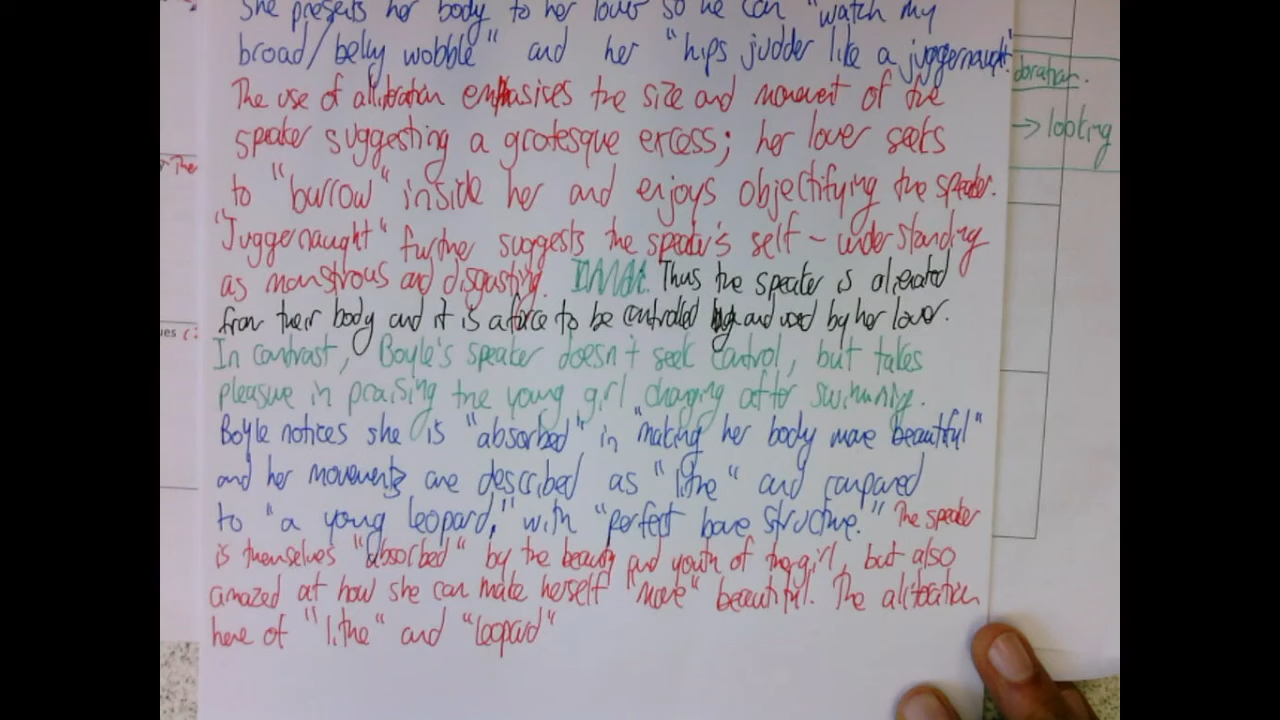 She presents her body to her lover so he can "watch my
broad/belly wobble" and her "hips judder like a juggernaught".
The use of alliteration emphasises the size and movement of the
speaker suggesting a grotesque excess; her lover seeks
to "burrow" inside her and enjoys objectifying the speaker.
"Juggernaught" further suggests the speaker's self-understanding
as monstrous and disgusting. Thus the speaker is alienated
from their body and it is a force to be controlled and used by her lover.
In contrast, Boyle's speaker doesn't seek control, but takes
pleasure in praising the young girl changing after swimming.
Boyle notices she is "absorbed" in "making her body more beautiful"
and her movements are described as "lithe" and compared
to "a young leopard," with "perfect bone structure." The speaker
is themselves "absorbed" by the beauty and youth of the girl, but also
amazed at how she can make herself "more" beautiful. The aliteration
here of "lithe" and "leopard"
→ looking
The